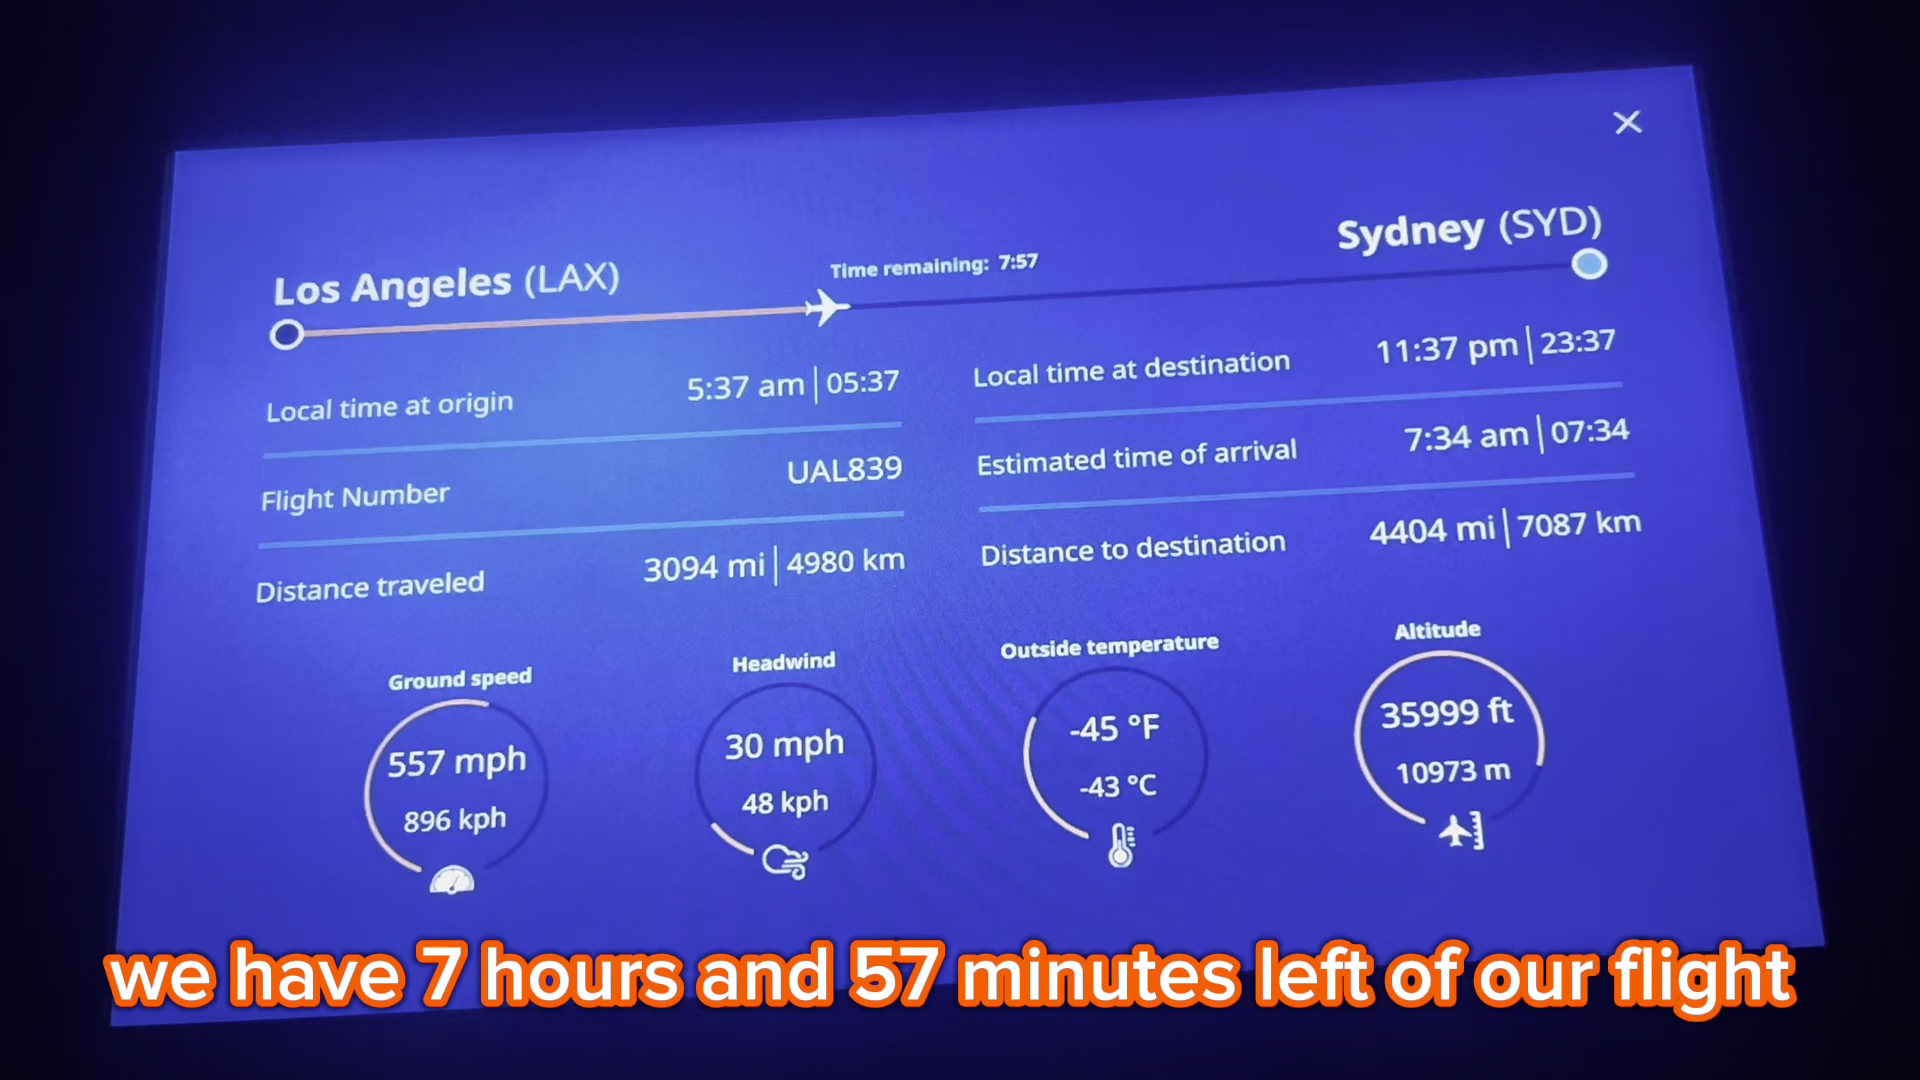 Los Angeles (LAX)
Time remaining: 7:57
Sydney (SYD)
Local time at origin 5:37 am | 05:37
Flight Number UAL839
Distance traveled 3094 mi | 4980 km
Local time at destination 11:37 pm | 23:37
Estimated time of arrival 7:34 am | 07:34
Distance to destination 4404 mi | 7087 km
Ground speed
557 mph
896 kph
Headwind
30 mph
48 kph
Outside temperature
-45 °F
-43 °C
Altitude
35999 ft
10973 m
we have 7 hours and 57 minutes left of our flight